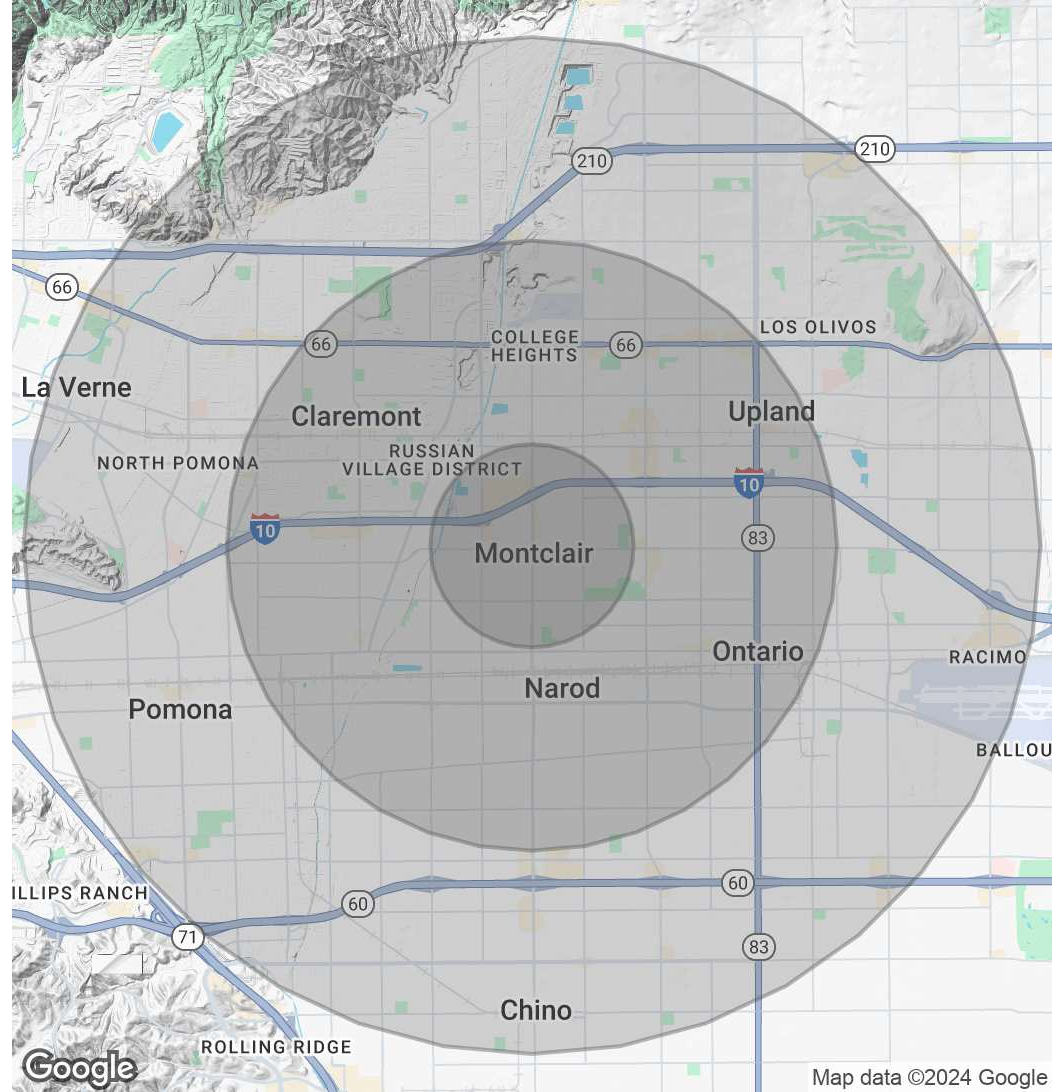 210
210
66
LOS OLIVOS
66
COLLEGE
HEIGHTS
66
La Verne
Claremont
Upland
RUSSIAN
VILLAGE DISTRICT
NORTH POMONA
10
10
83
Montclair
Ontario
RACIMO
Narod
Pomona
BALLOU
ILLIPS RANCH
60
60
71
83
Chino
ROLLING RIDGE
Google
Map data ©2024 Google